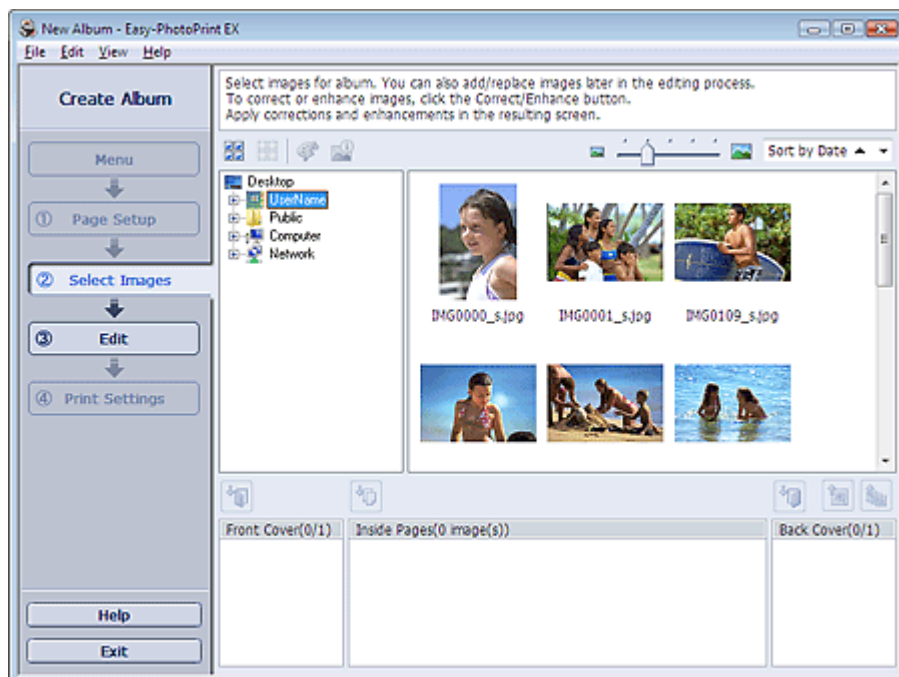 New Album - Easy-PhotoPrint EX
File Edit View Help
Create Album
Select images for album. You can also add/replace images later in the editing process.
To correct or enhance images, click the Correct/Enhance button.
Apply corrections and enhancements in the resulting screen.
Menu
① Page Setup
② Select Images
③ Edit
④ Print Settings
Help
Exit
Sort by Date
Desktop
UserName
Public
Computer
Network
IMG0000_s.jpg IMG0001_s.jpg IMG0109_s.jpg
Front Cover(0/1) Inside Pages(0 image(s)) Back Cover(0/1)